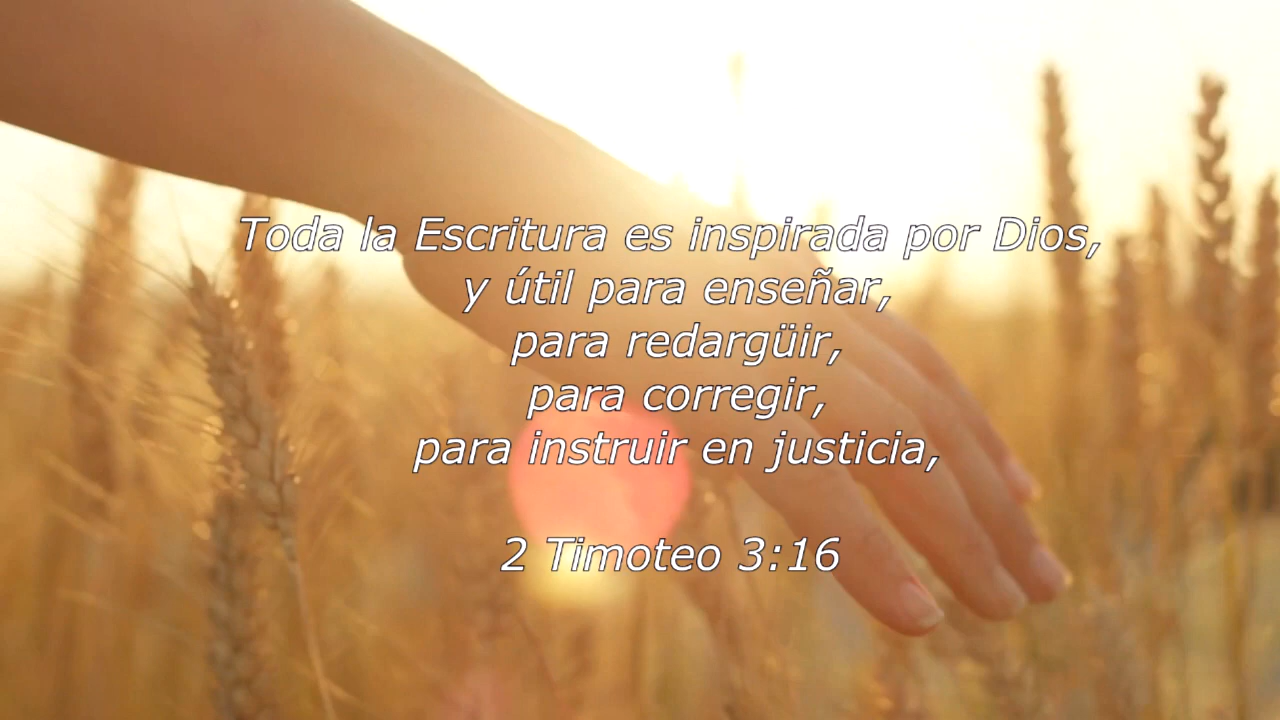 Toda la Escritura es inspirada por Dios,
y útil para enseñar,
para redargüir,
para corregir,
para instruir en justicia,
2 Timoteo 3:16